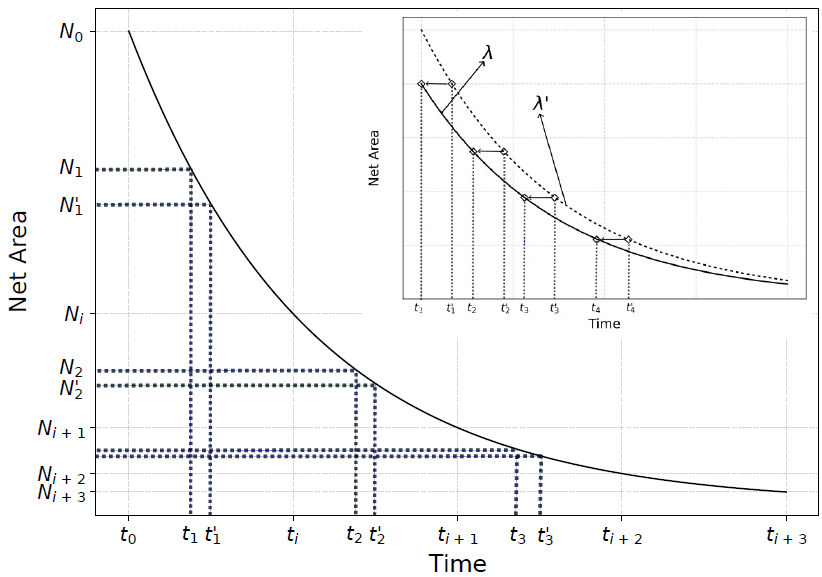 N₀
N₁
N'₁
Nᵢ
N₂
N'₂
Nᵢ ₊ ₁
Nᵢ ₊ ₂
Nᵢ ₊ ₃
Net Area
t₀ t₁ t'₁ tᵢ t₂ t'₂ tᵢ ₊ ₁ t₃ t'₃ tᵢ ₊ ₂ tᵢ ₊ ₃
Time
λ
λ'
Net Area
t₁ t'₁ t₂ t'₂ t₃ t'₃ t₄ t'₄
Time